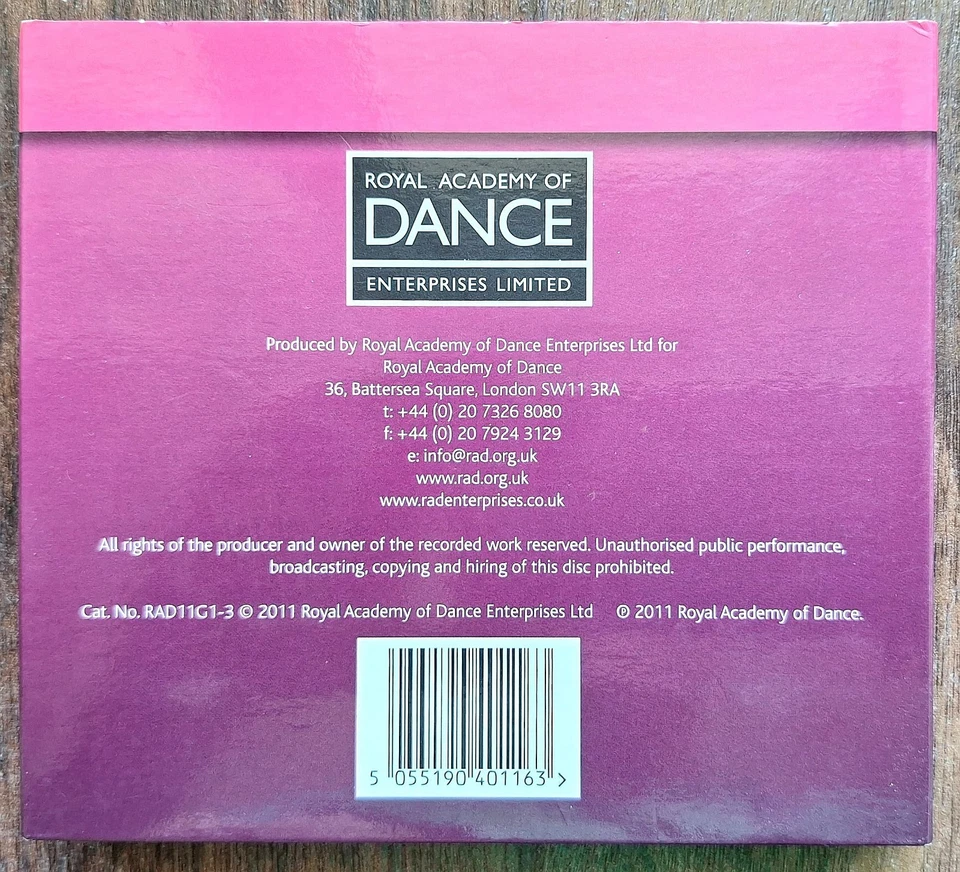 ROYAL ACADEMY OF
DANCE
ENTERPRISES LIMITED
Produced by Royal Academy of Dance Enterprises Ltd for
Royal Academy of Dance
36, Battersea Square, London SW11 3RA
t: +44 (0) 20 7326 8080
f: +44 (0) 20 7924 3129
e: info@rad.org.uk
www.rad.org.uk
www.radenterprises.co.uk
All rights of the producer and owner of the recorded work reserved. Unauthorised public performance,
broadcasting, copying and hiring of this disc prohibited.
Cat. No. RAD11G1-3 © 2011 Royal Academy of Dance Enterprises Ltd ℗ 2011 Royal Academy of Dance.
5 055190 401163 >